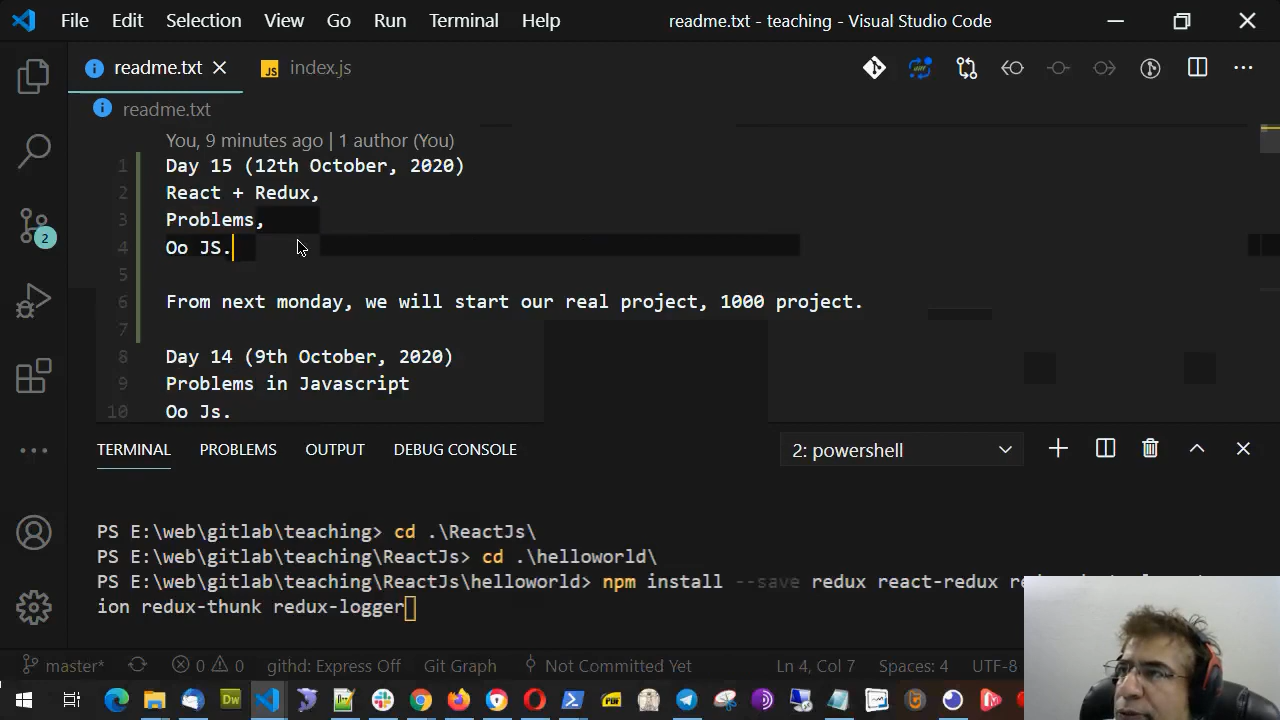 File Edit Selection View Go Run Terminal Help readme.txt - teaching - Visual Studio Code
readme.txt index.js
readme.txt
You, 9 minutes ago | 1 author (You)
1 Day 15 (12th October, 2020)
2 React + Redux,
3 Problems,
4 Oo JS.
5
6 From next monday, we will start our real project, 1000 project.
7
8 Day 14 (9th October, 2020)
9 Problems in Javascript
10 Oo Js.
TERMINAL PROBLEMS OUTPUT DEBUG CONSOLE 2: powershell
PS E:\web\gitlab\teaching> cd .\ReactJs\
PS E:\web\gitlab\teaching\ReactJs> cd .\helloworld\
PS E:\web\gitlab\teaching\ReactJs\helloworld> npm install --save redux react-redux
ion redux-thunk redux-logger
master* 0 0 githd: Express Off Git Graph Not Committed Yet Ln 4, Col 7 Spaces: 4 UTF-8